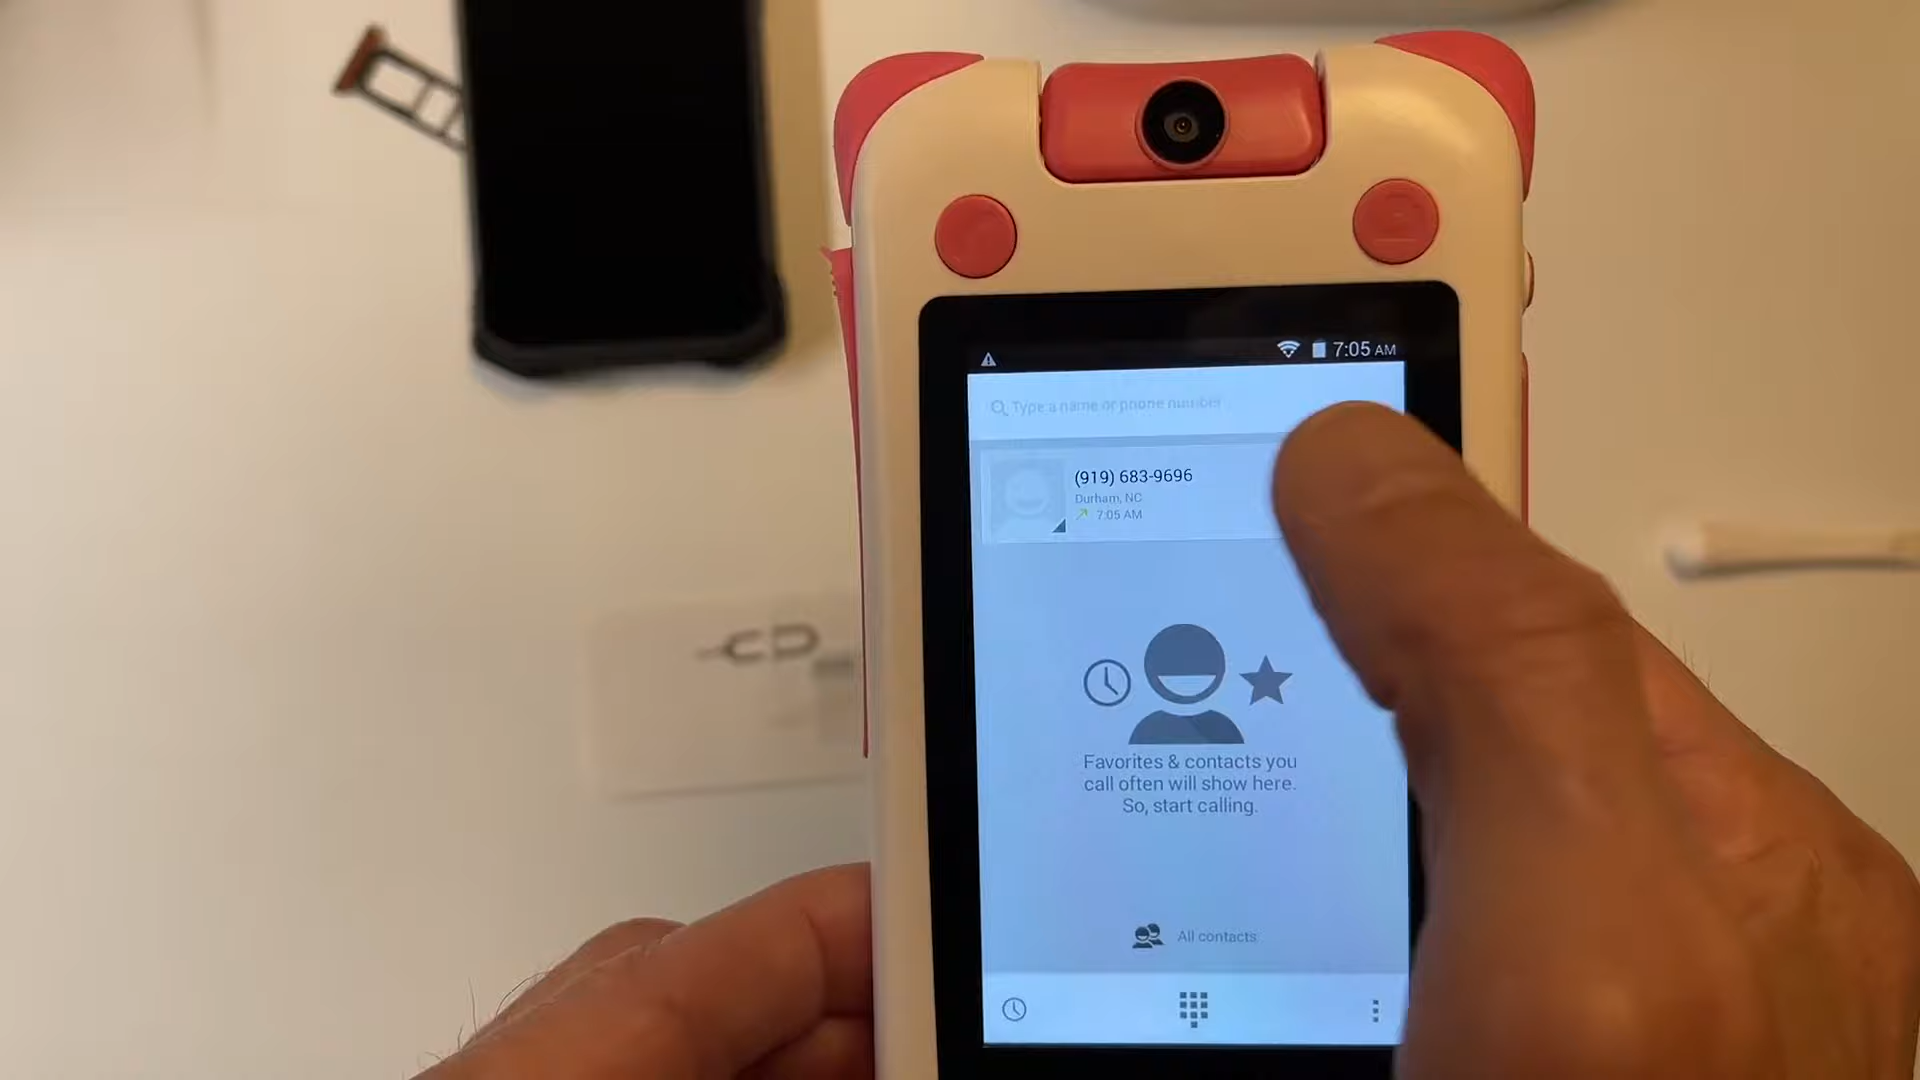 7:05 AM
Type a name or phone number
(919) 683-9696
Durham, NC
7:05 AM
Favorites & contacts you
call often will show here.
So, start calling.
All contacts